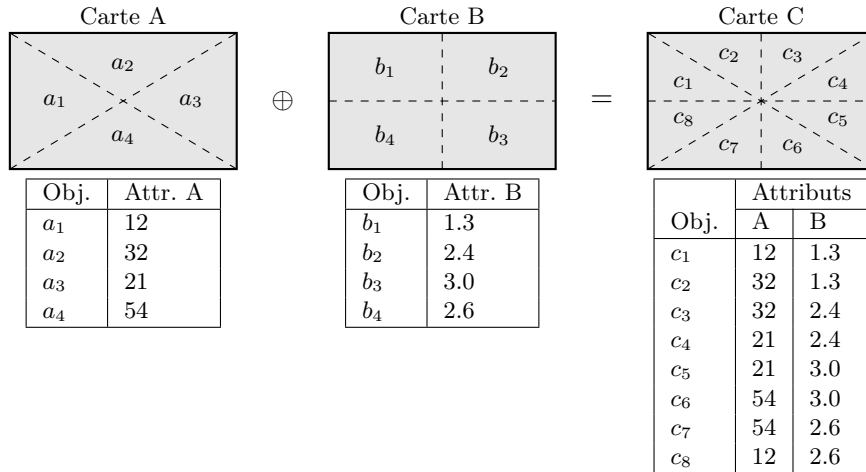 Carte A
a₁
a₂
a₃
a₄
⊕
Carte B
b₁ b₂
b₄ b₃
=
Carte C
c₂ c₃
c₁ c₄
c₈ c₅
c₇ c₆
Obj. Attr. A
a₁ 12
a₂ 32
a₃ 21
a₄ 54
Obj. Attr. B
b₁ 1.3
b₂ 2.4
b₃ 3.0
b₄ 2.6
Attributs
Obj. A B
c₁ 12 1.3
c₂ 32 1.3
c₃ 32 2.4
c₄ 21 2.4
c₅ 21 3.0
c₆ 54 3.0
c₇ 54 2.6
c₈ 12 2.6